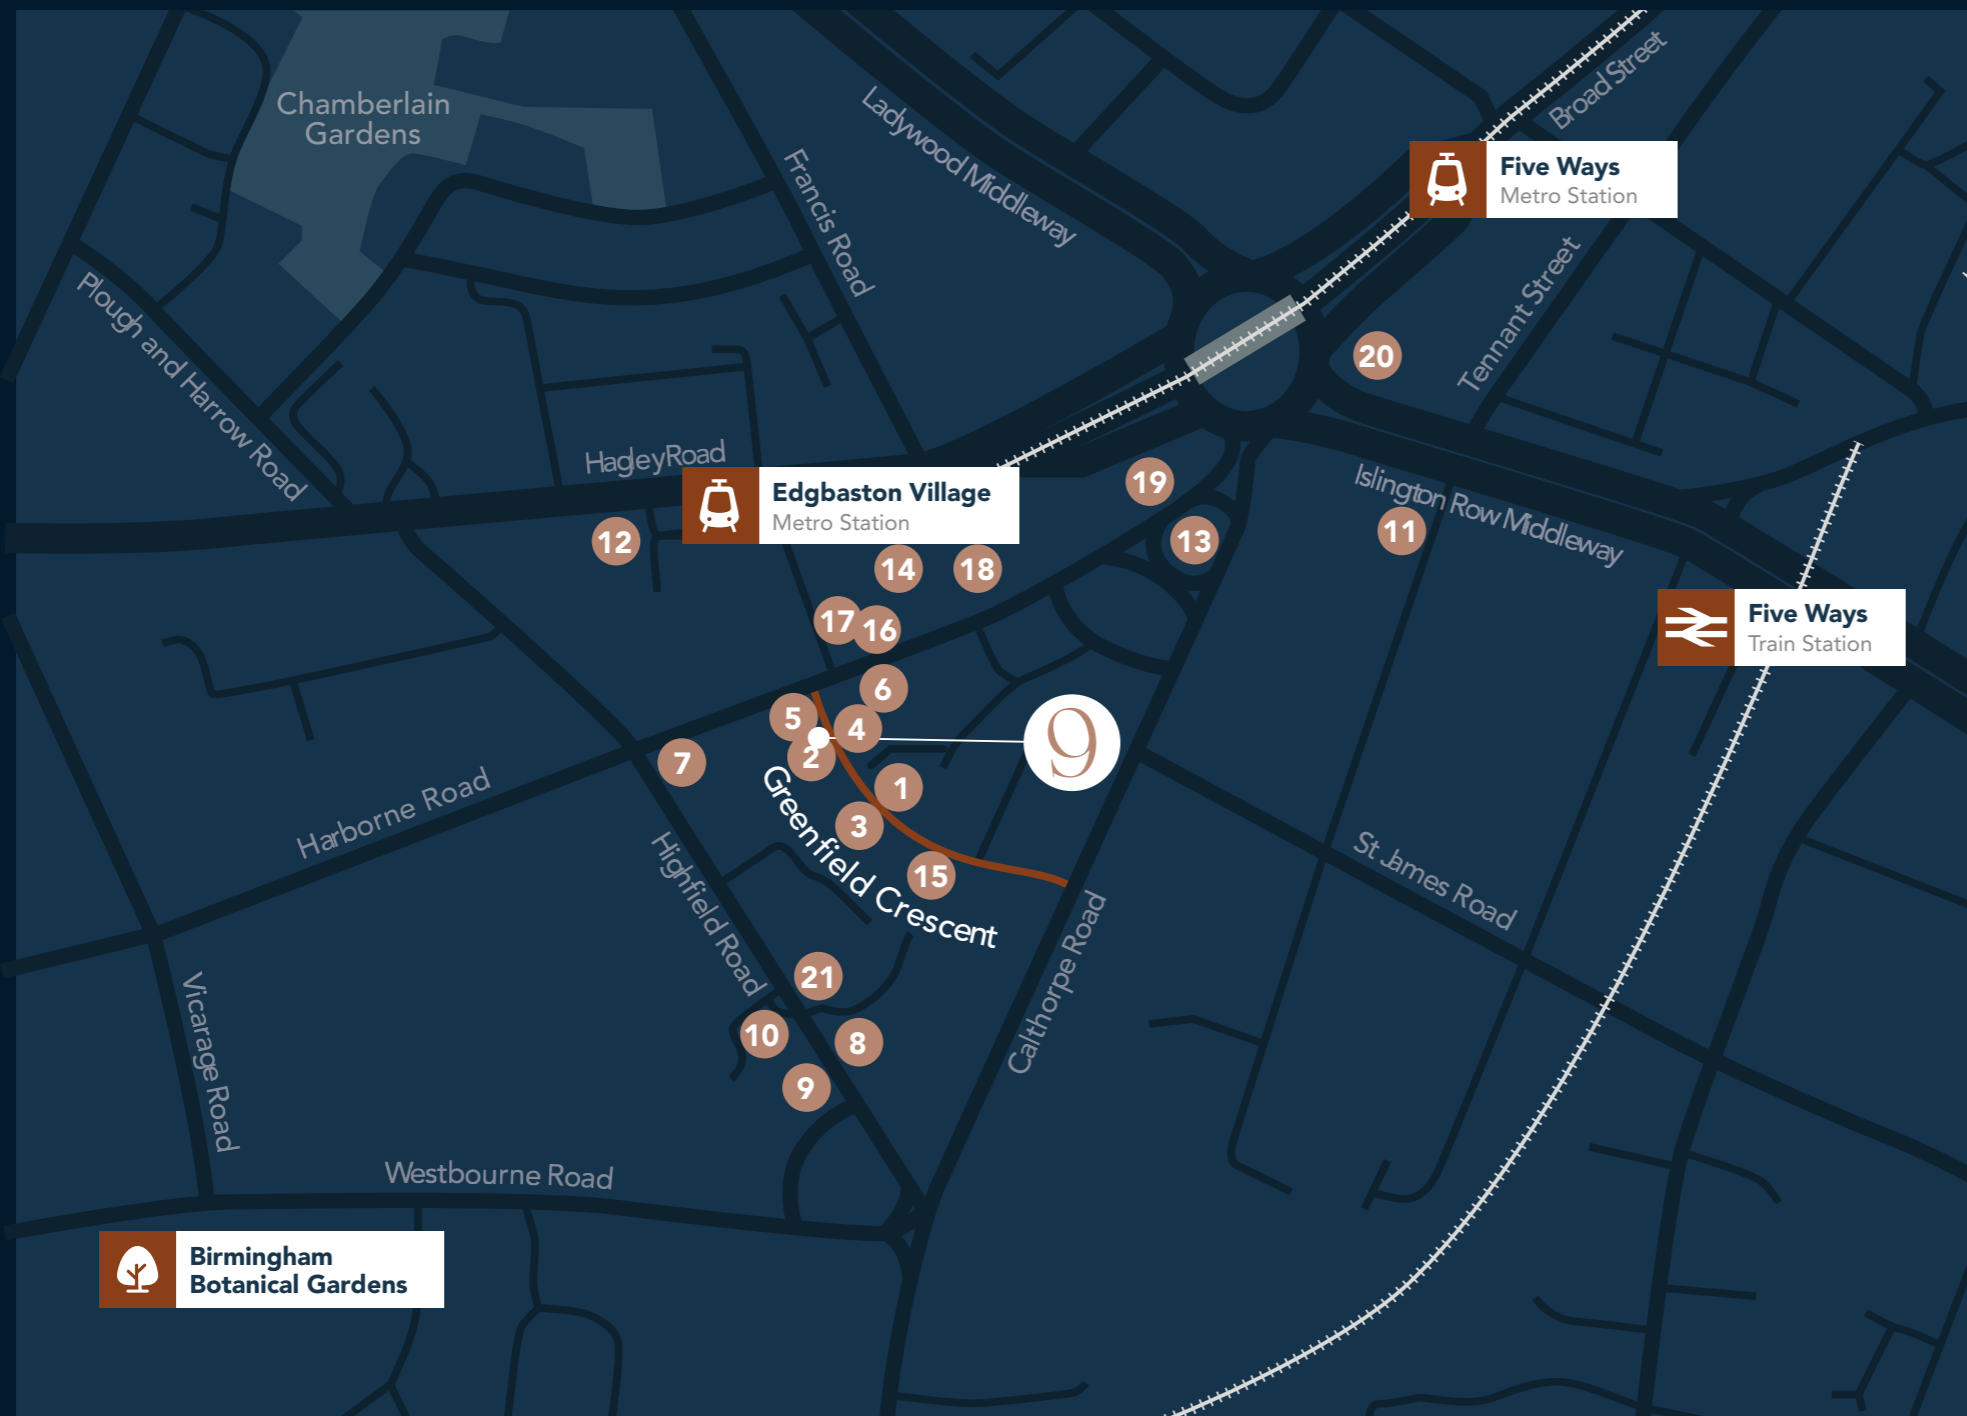 Broad Street
Chamberlain
Gardens
Ladywood Middleway
Francis Road
Five Ways
Metro Station
Tennant Street
Plough and Harrow Road
20
Hagley Road
Edgbaston Village
Metro Station
19
Islington Row Middleway
12
13
11
14
18
17
16
Five Ways
Train Station
6
5
4
9
2
7
1
3
Harborne Road
Greenfield Crescent
15
Highfield Road
St James Road
Calthorpe Road
21
Vicarage Road
10
8
9
Westbourne Road
Birmingham
Botanical Gardens